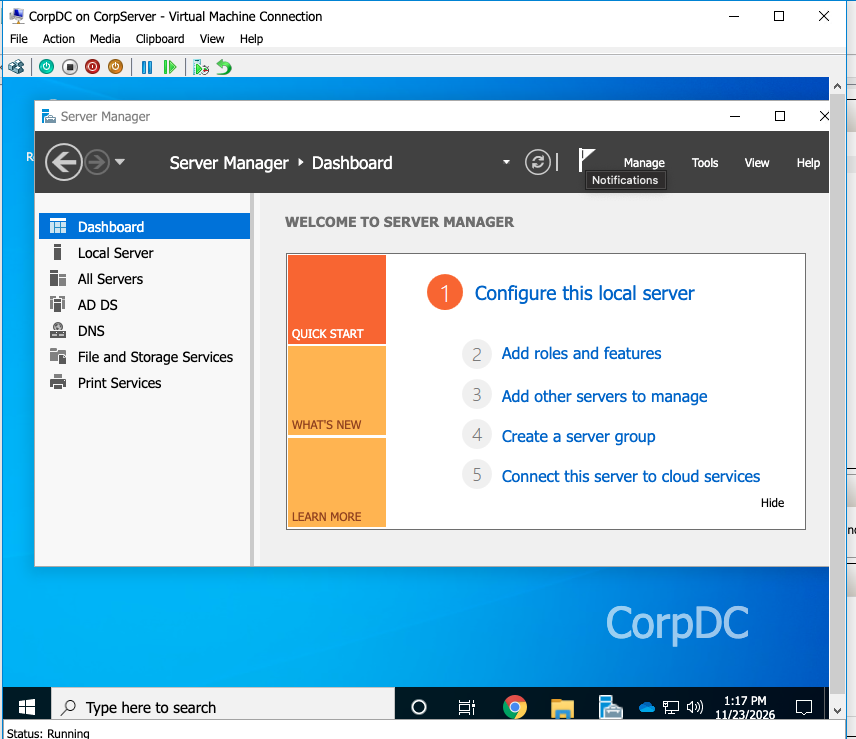 CorpDC on CorpServer - Virtual Machine Connection
File Action Media Clipboard View Help
Server Manager
Server Manager Dashboard
Manage Tools View Help
Notifications
Dashboard
Local Server
All Servers
AD DS
DNS
File and Storage Services
Print Services
WELCOME TO SERVER MANAGER
QUICK START
WHAT'S NEW
LEARN MORE
1 Configure this local server
2 Add roles and features
3 Add other servers to manage
4 Create a server group
5 Connect this server to cloud services
Hide
CorpDC
Type here to search
1:17 PM
11/23/2026
Status: Running